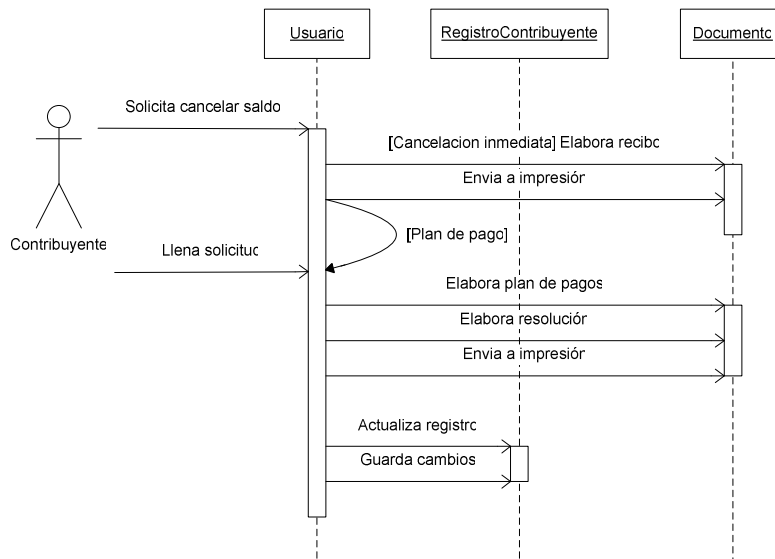 Usuario
RegistroContribuyente
Documento
Solicita cancelar saldo
[Cancelacion inmediata] Elabora recibo
Envia a impresión
[Plan de pago]
Contribuyente
Llena solicitud
Elabora plan de pagos
Elabora resolución
Envia a impresión
Actualiza registro
Guarda cambios